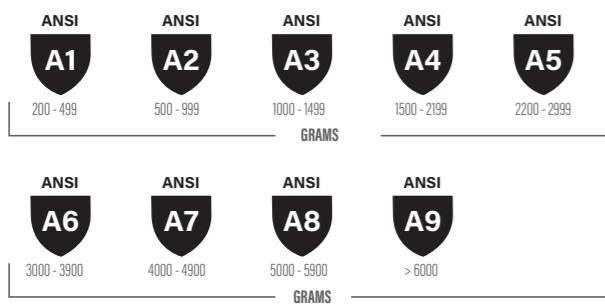 ANSI ANSI ANSI ANSI ANSI
A1 A2 A3 A4 A5
200 - 499 500 - 999 1000 - 1499 1500 - 2199 2200 - 2999
GRAMS
ANSI ANSI ANSI ANSI
A6 A7 A8 A9
3000 - 3900 4000 - 4900 5000 - 5900 > 6000
GRAMS